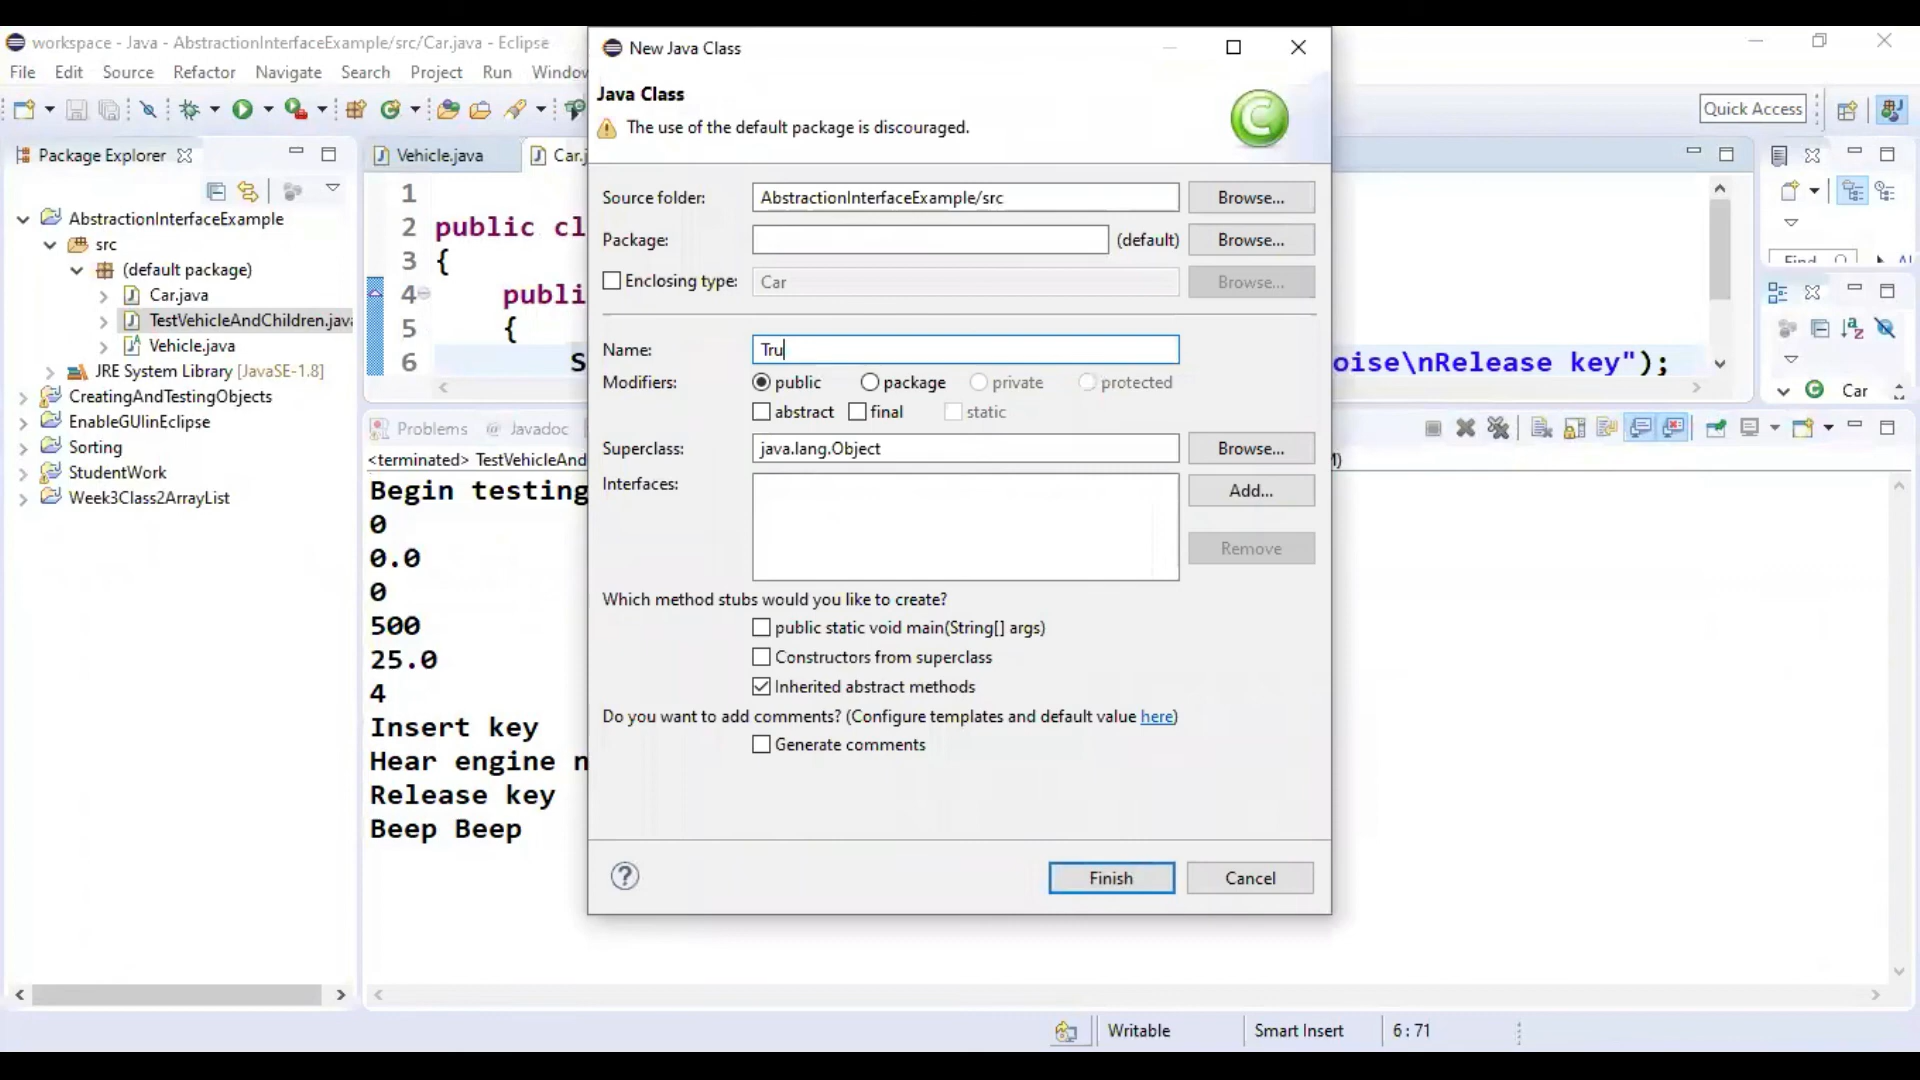 workspace - Java - AbstractionInterfaceExample/src/Car.java - Eclipse
File Edit Source Refactor Navigate Search Project Run Window
Quick Access
Package Explorer
AbstractionInterfaceExample
src
(default package)
Car.java
TestVehicleAndChildren.java
Vehicle.java
JRE System Library [JavaSE-1.8]
CreatingAndTestingObjects
EnableGUIinEclipse
Sorting
StudentWork
Week3Class2ArrayList
Vehicle.java
Car.j
1
2 public cl
3 {
4 publi
5 {
6 S oise\nRelease key");
Car
Problems @ Javadoc
<terminated> TestVehicleAnd
Begin testing
0
0.0
0
500
25.0
4
Insert key
Hear engine n
Release key
Beep Beep
New Java Class
Java Class
The use of the default package is discouraged.
Source folder: AbstractionInterfaceExample/src Browse...
Package: (default) Browse...
Enclosing type: Car Browse...
Name: Tru
Modifiers: public package private protected
abstract final static
Superclass: java.lang.Object Browse...
Interfaces: Add...
Remove
Which method stubs would you like to create?
public static void main(String[] args)
Constructors from superclass
Inherited abstract methods
Do you want to add comments? (Configure templates and default value here)
Generate comments
Finish Cancel
Writable Smart Insert 6 : 71